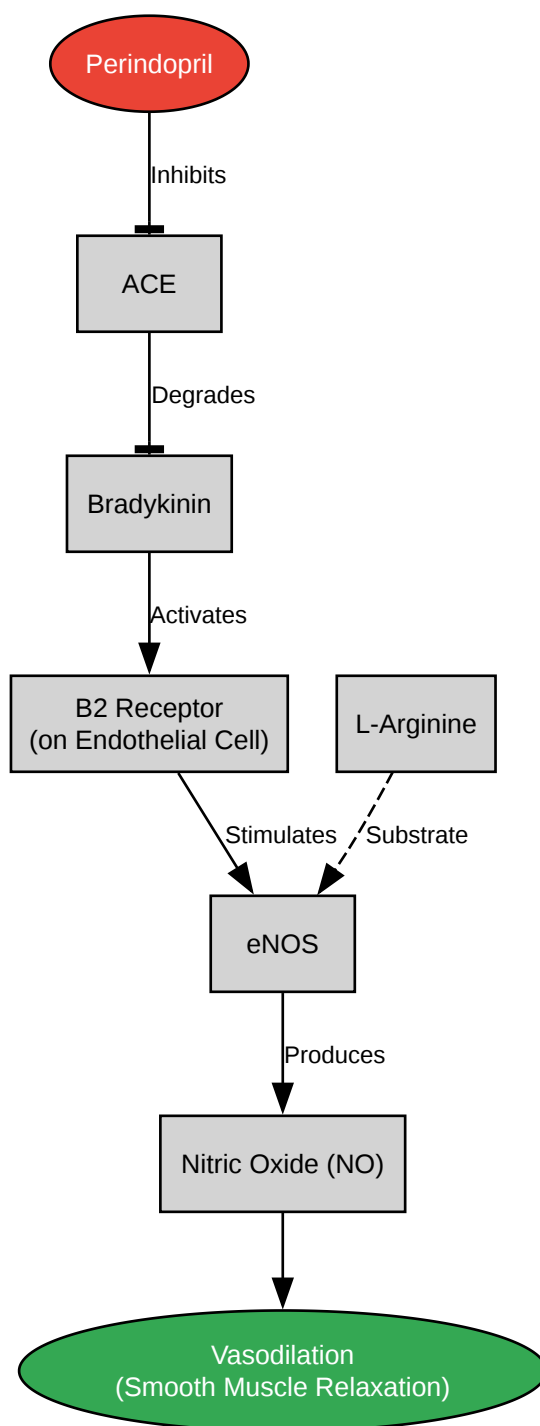 Perindopril
Inhibits
ACE
Degrades
Bradykinin
Activates
B2 Receptor
(on Endothelial Cell)
L-Arginine
Stimulates
Substrate
eNOS
Produces
Nitric Oxide (NO)
Vasodilation
(Smooth Muscle Relaxation)